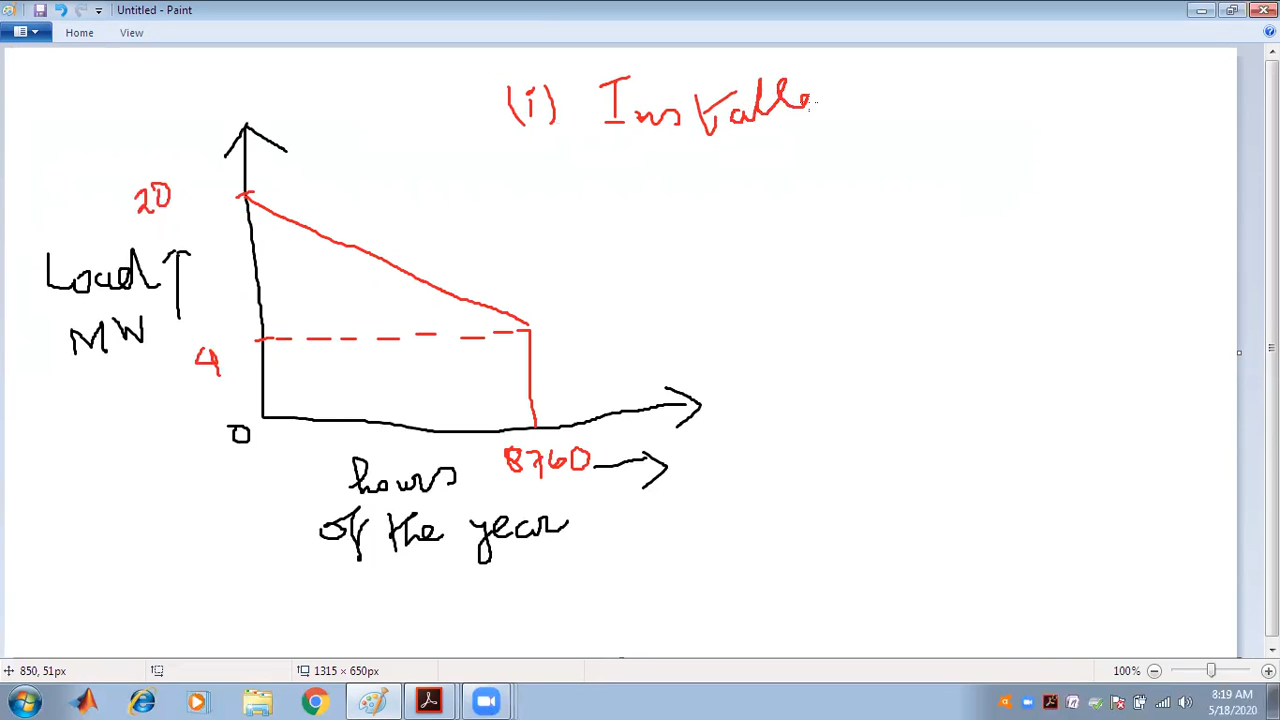 Untitled - Paint
Home View
(i) Installe
20
Load
MW
4
0
8760
hours
of the year
850, 51px
1315 × 650px
100%
8:19 AM
5/18/2020